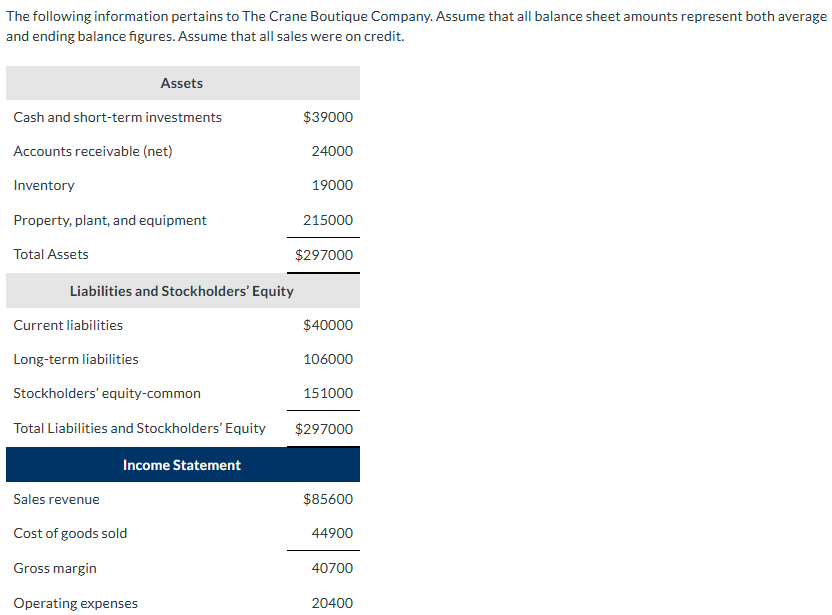 The following information pertains to The Crane Boutique Company. Assume that all balance sheet amounts represent both average
and ending balance figures. Assume that all sales were on credit.
Assets
Cash and short-term investments $39000
Accounts receivable (net) 24000
Inventory 19000
Property, plant, and equipment 215000
Total Assets $297000
Liabilities and Stockholders' Equity
Current liabilities $40000
Long-term liabilities 106000
Stockholders' equity-common 151000
Total Liabilities and Stockholders' Equity $297000
Income Statement
Sales revenue $85600
Cost of goods sold 44900
Gross margin 40700
Operating expenses 20400